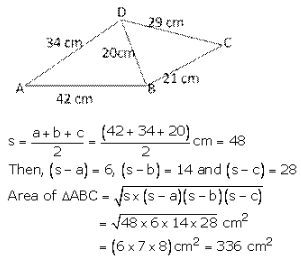 D
29 cm
34 cm
20cm
C
21 cm
A
B
42 cm
s = (a+b+c)/2 = (42+34+20)/2 cm = 48
Then, (s–a) = 6, (s–b) = 14 and (s–c) = 28
Area of ΔABC = √(s×(s–a)(s–b)(s–c))
= √(48×6×14×28) cm²
= (6×7×8)cm² = 336 cm²